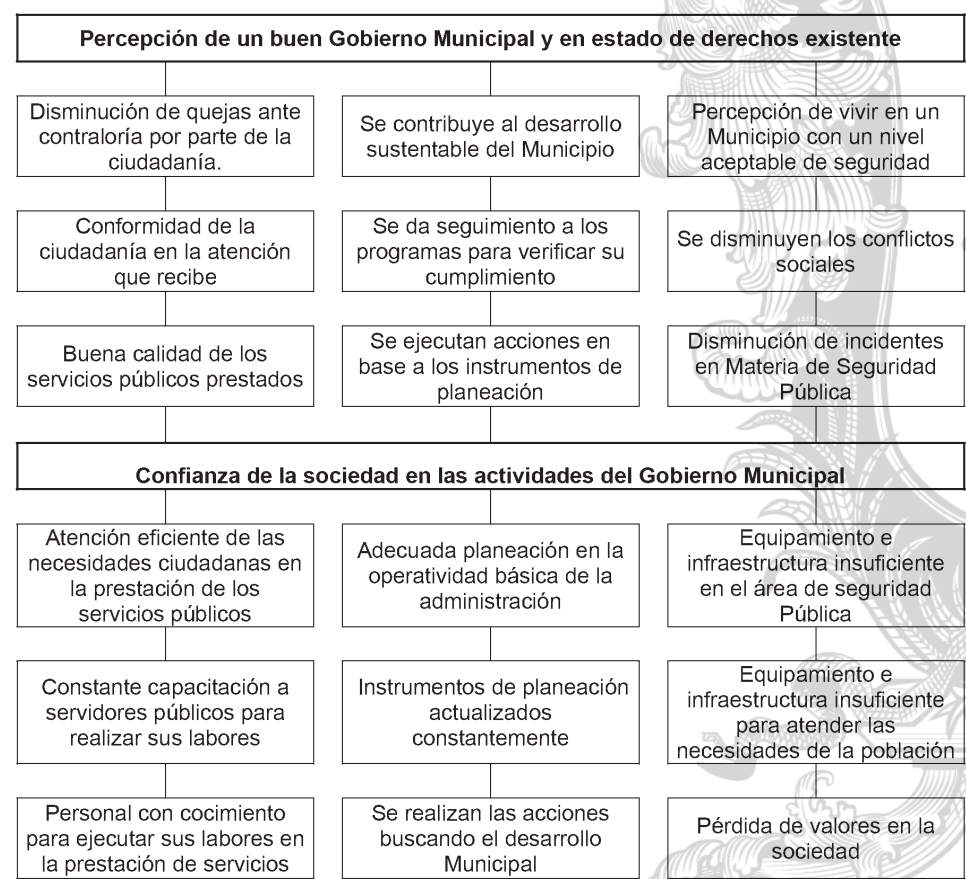 Percepción de un buen Gobierno Municipal y en estado de derechos existente
Disminución de quejas ante
contraloría por parte de la
ciudadanía.
Se contribuye al desarrollo
sustentable del Municipio
Percepción de vivir en un
Municipio con un nivel
aceptable de seguridad
Conformidad de la
ciudadanía en la atención
que recibe
Se da seguimiento a los
programas para verificar su
cumplimiento
Se disminuyen los conflictos
sociales
Buena calidad de los
servicios públicos prestados
Se ejecutan acciones en
base a los instrumentos de
planeación
Disminución de incidentes
en Materia de Seguridad
Pública
Confianza de la sociedad en las actividades del Gobierno Municipal
Atención eficiente de las
necesidades ciudadanas en
la prestación de los
servicios públicos
Adecuada planeación en la
operatividad básica de la
administración
Equipamiento e
infraestructura insuficiente
en el área de seguridad
Pública
Constante capacitación a
servidores públicos para
realizar sus labores
Instrumentos de planeación
actualizados
constantemente
Equipamiento e
infraestructura insuficiente
para atender las
necesidades de la población
Personal con cocimiento
para ejecutar sus labores en
la prestación de servicios
Se realizan las acciones
buscando el desarrollo
Municipal
Pérdida de valores en la
sociedad